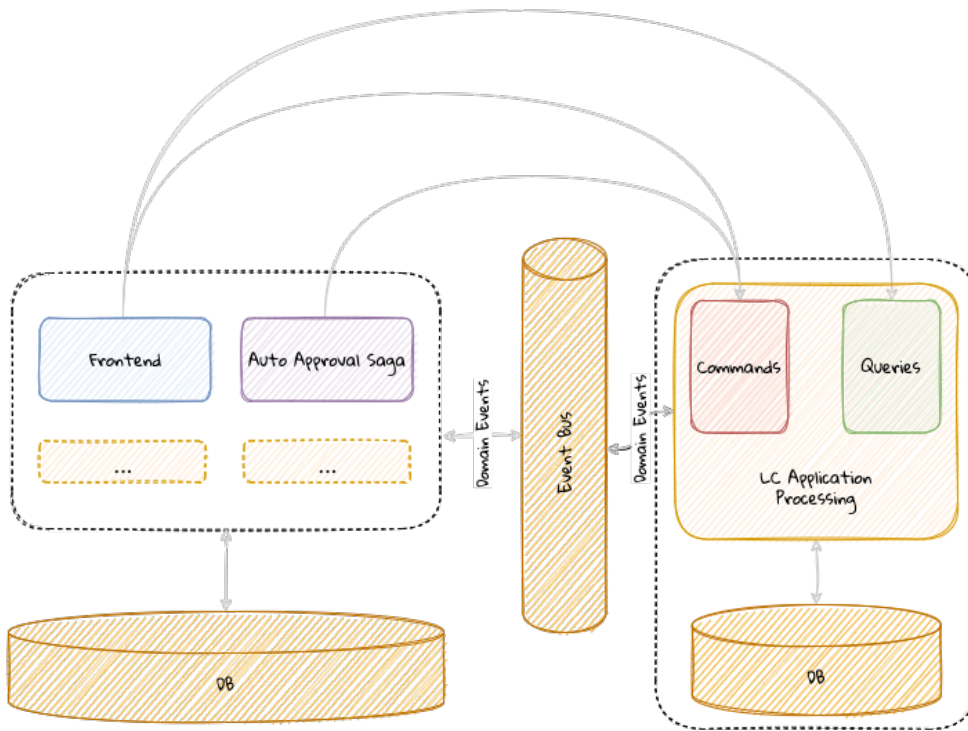 Frontend
Auto Approval Saga
...
...
Domain Events
Event Bus
Domain Events
Commands
Queries
LC Application
Processing
DB
DB